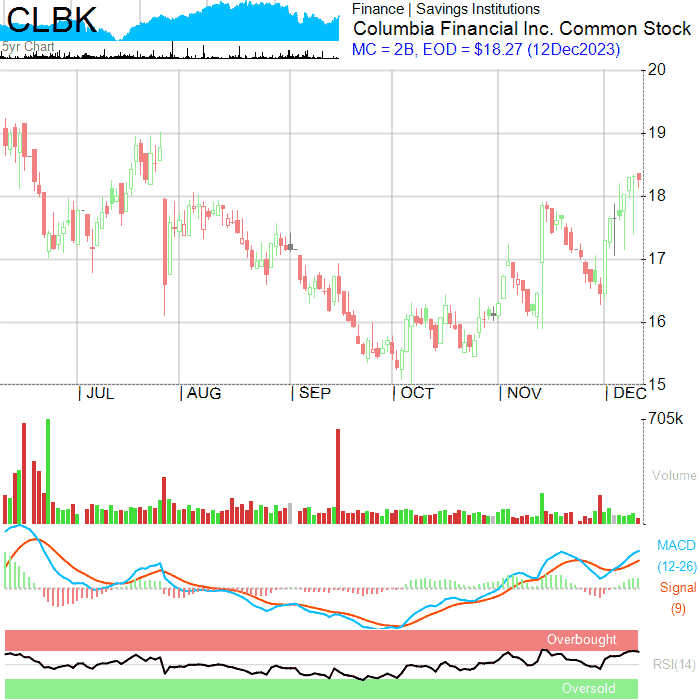 CLBK
Finance | Savings Institutions
Columbia Financial Inc. Common Stock
5yr Chart
MC = 2B, EOD = $18.27 (12Dec2023)
20
19
18
17
16
15
JUL AUG SEP OCT NOV DEC
705k
Volume
MACD
(12-26)
Signal
(9)
Overbought
RSI(14)
Oversold